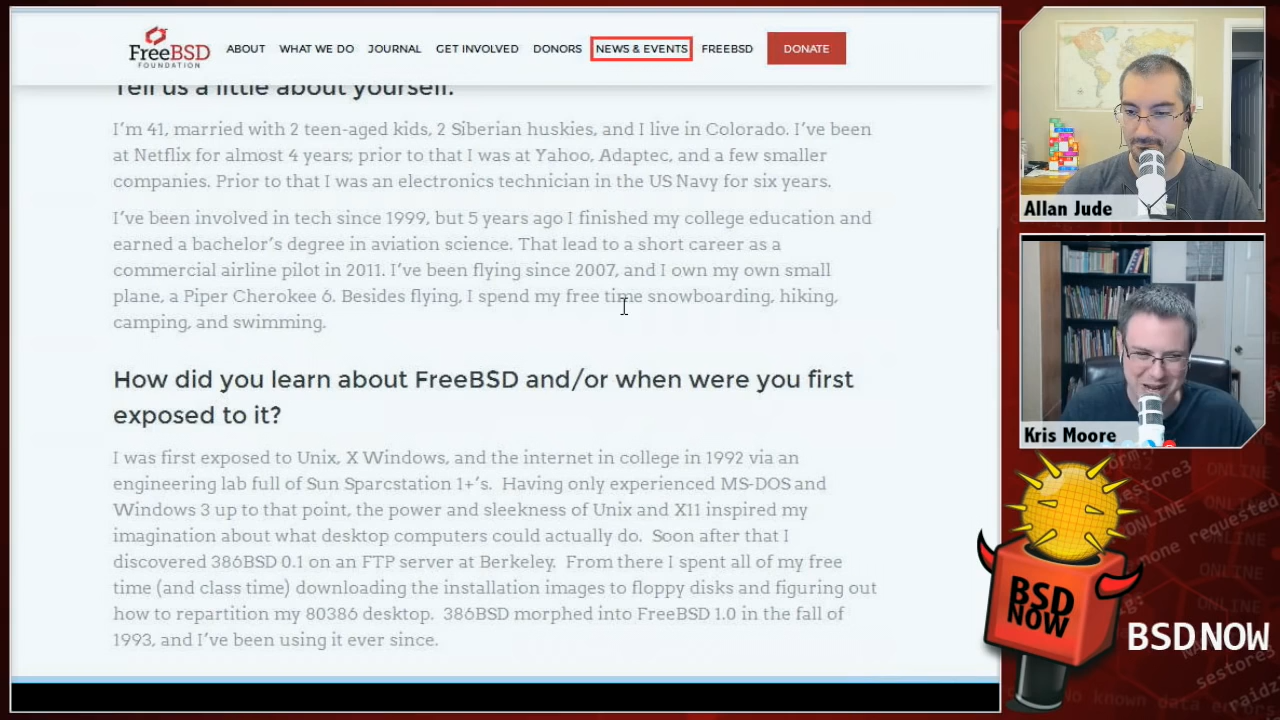 FreeBSD
FOUNDATION
ABOUT WHAT WE DO JOURNAL GET INVOLVED DONORS NEWS & EVENTS FREEBSD DONATE
Tell us a little about yourself.
I'm 41, married with 2 teen-aged kids, 2 Siberian huskies, and I live in Colorado. I've been
at Netflix for almost 4 years; prior to that I was at Yahoo, Adaptec, and a few smaller
companies. Prior to that I was an electronics technician in the US Navy for six years.
I've been involved in tech since 1999, but 5 years ago I finished my college education and
earned a bachelor's degree in aviation science. That lead to a short career as a
commercial airline pilot in 2011. I've been flying since 2007, and I own my own small
plane, a Piper Cherokee 6. Besides flying, I spend my free time snowboarding, hiking,
camping, and swimming.
How did you learn about FreeBSD and/or when were you first
exposed to it?
I was first exposed to Unix, X Windows, and the internet in college in 1992 via an
engineering lab full of Sun Sparcstation 1+'s. Having only experienced MS-DOS and
Windows 3 up to that point, the power and sleekness of Unix and X11 inspired my
imagination about what desktop computers could actually do. Soon after that I
discovered 386BSD 0.1 on an FTP server at Berkeley. From there I spent all of my free
time (and class time) downloading the installation images to floppy disks and figuring out
how to repartition my 80386 desktop. 386BSD morphed into FreeBSD 1.0 in the fall of
1993, and I've been using it ever since.
Allan Jude
Kris Moore
BSD
NOW
BSD NOW